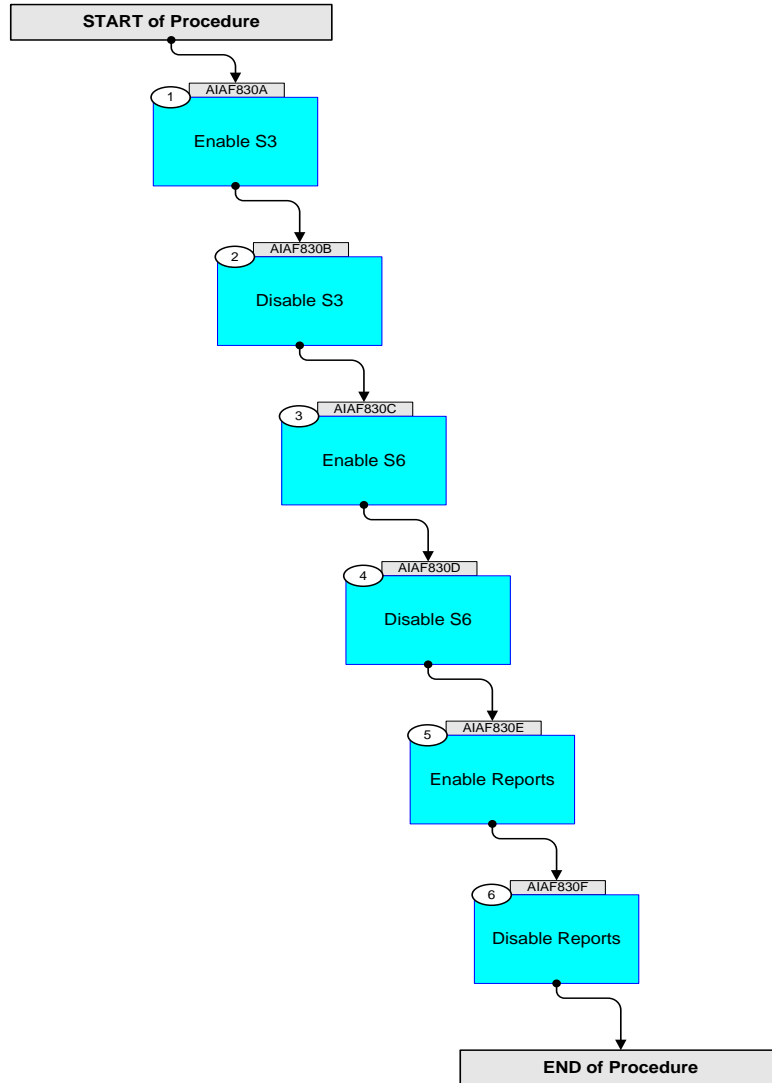 START of Procedure
AIAF830A
1
Enable S3
AIAF830B
2
Disable S3
AIAF830C
3
Enable S6
AIAF830D
4
Disable S6
AIAF830E
5
Enable Reports
AIAF830F
6
Disable Reports
END of Procedure